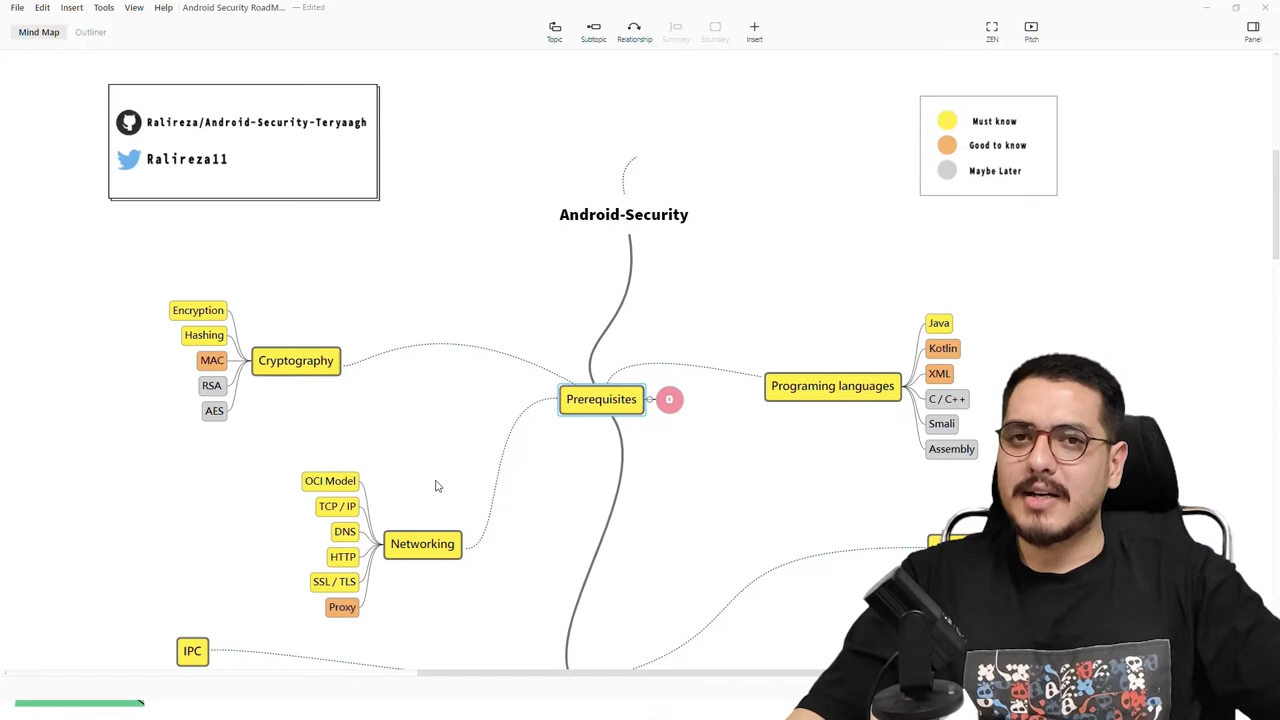 File Edit Insert Tools View Help Android Security RoadM... — Edited
Mind Map Outliner
Topic Subtopic Relationship Summary Boundary Insert ZEN Pitch Panel
Ralireza/Android-Security-Teryaagh
Ralireza11
Must know
Good to know
Maybe Later
Android-Security
Prerequisites
0
Cryptography
Encryption
Hashing
MAC
RSA
AES
Programing languages
Java
Kotlin
XML
C / C++
Smali
Assembly
Networking
OCI Model
TCP / IP
DNS
HTTP
SSL / TLS
Proxy
IPC